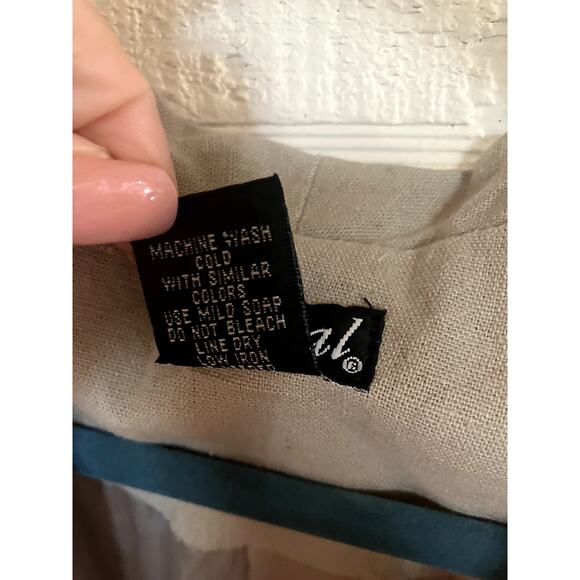 MACHINE WASH
COLD
WITH SIMILAR
COLORS
USE MILD SOAP
DO NOT BLEACH
LINE DRY
LOW IRON
al®